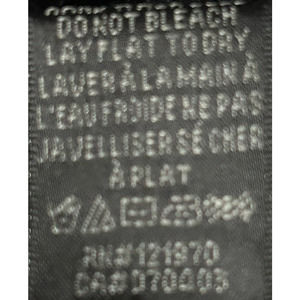 DO NOT BLEACH
LAY FLAT TO DRY
LAVER À LA MAIN À
L'EAU FROIDE NE PAS
JAVELLISER SÉCHER
À PLAT
RN#121970
CA#070403